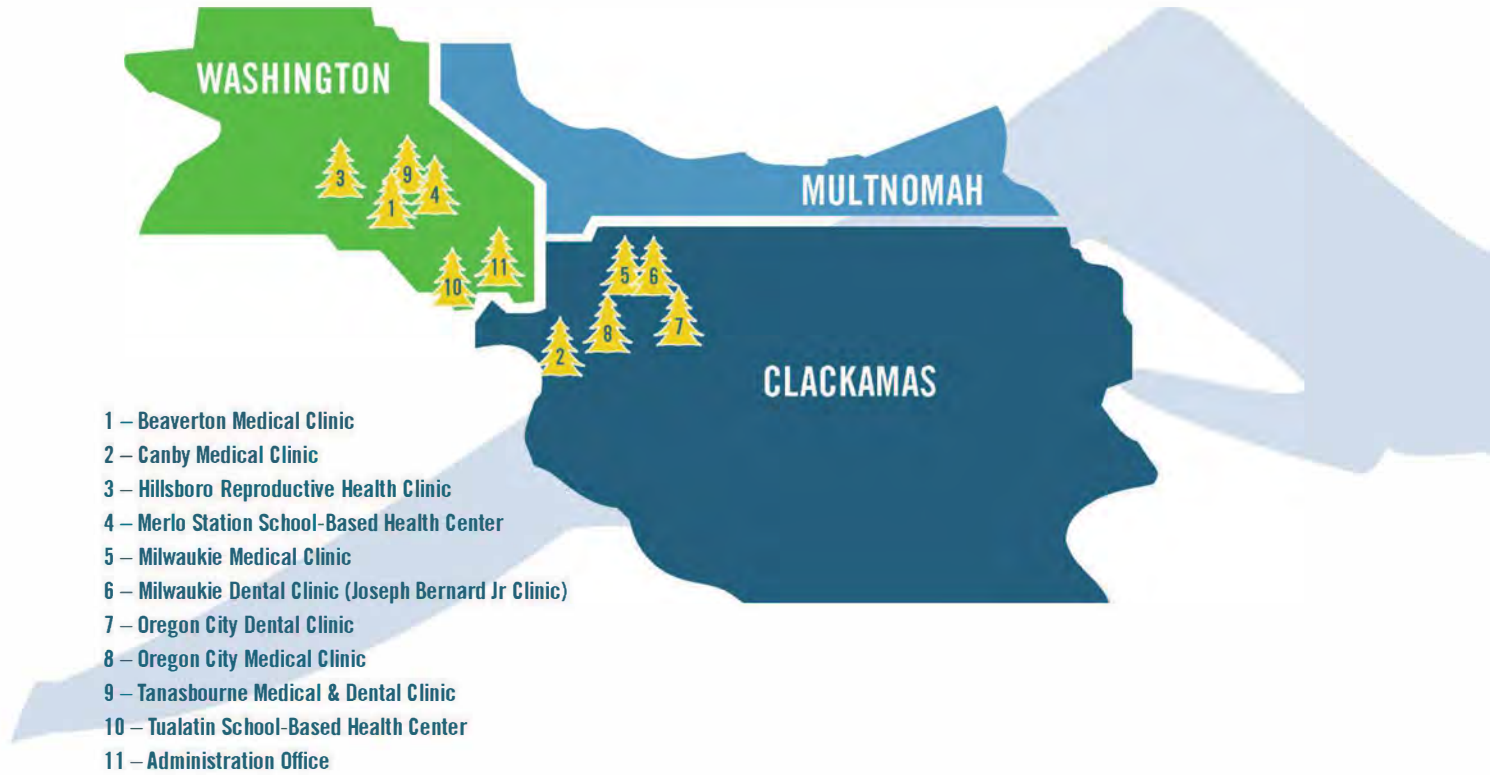 WASHINGTON
MULTNOMAH
CLACKAMAS
3
9
4
1
11
10
5
6
7
8
2
1 – Beaverton Medical Clinic
2 – Canby Medical Clinic
3 – Hillsboro Reproductive Health Clinic
4 – Merlo Station School-Based Health Center
5 – Milwaukie Medical Clinic
6 – Milwaukie Dental Clinic (Joseph Bernard Jr Clinic)
7 – Oregon City Dental Clinic
8 – Oregon City Medical Clinic
9 – Tanasbourne Medical & Dental Clinic
10 – Tualatin School-Based Health Center
11 – Administration Office